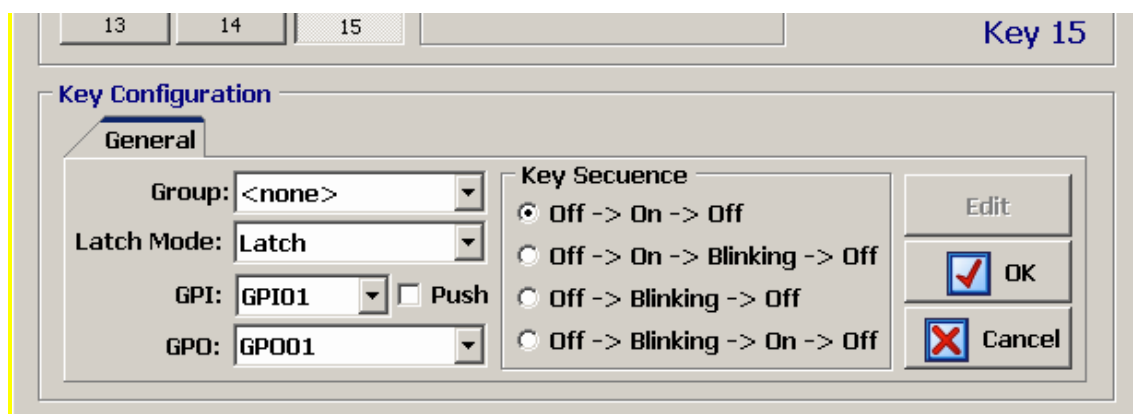 13 14 15
Key 15
Key Configuration
General
Group: <none>
Latch Mode: Latch
GPI: GPI01 Push
GPO: GPO01
Key Secuence
Off -> On -> Off
Off -> On -> Blinking -> Off
Off -> Blinking -> Off
Off -> Blinking -> On -> Off
Edit
OK
Cancel